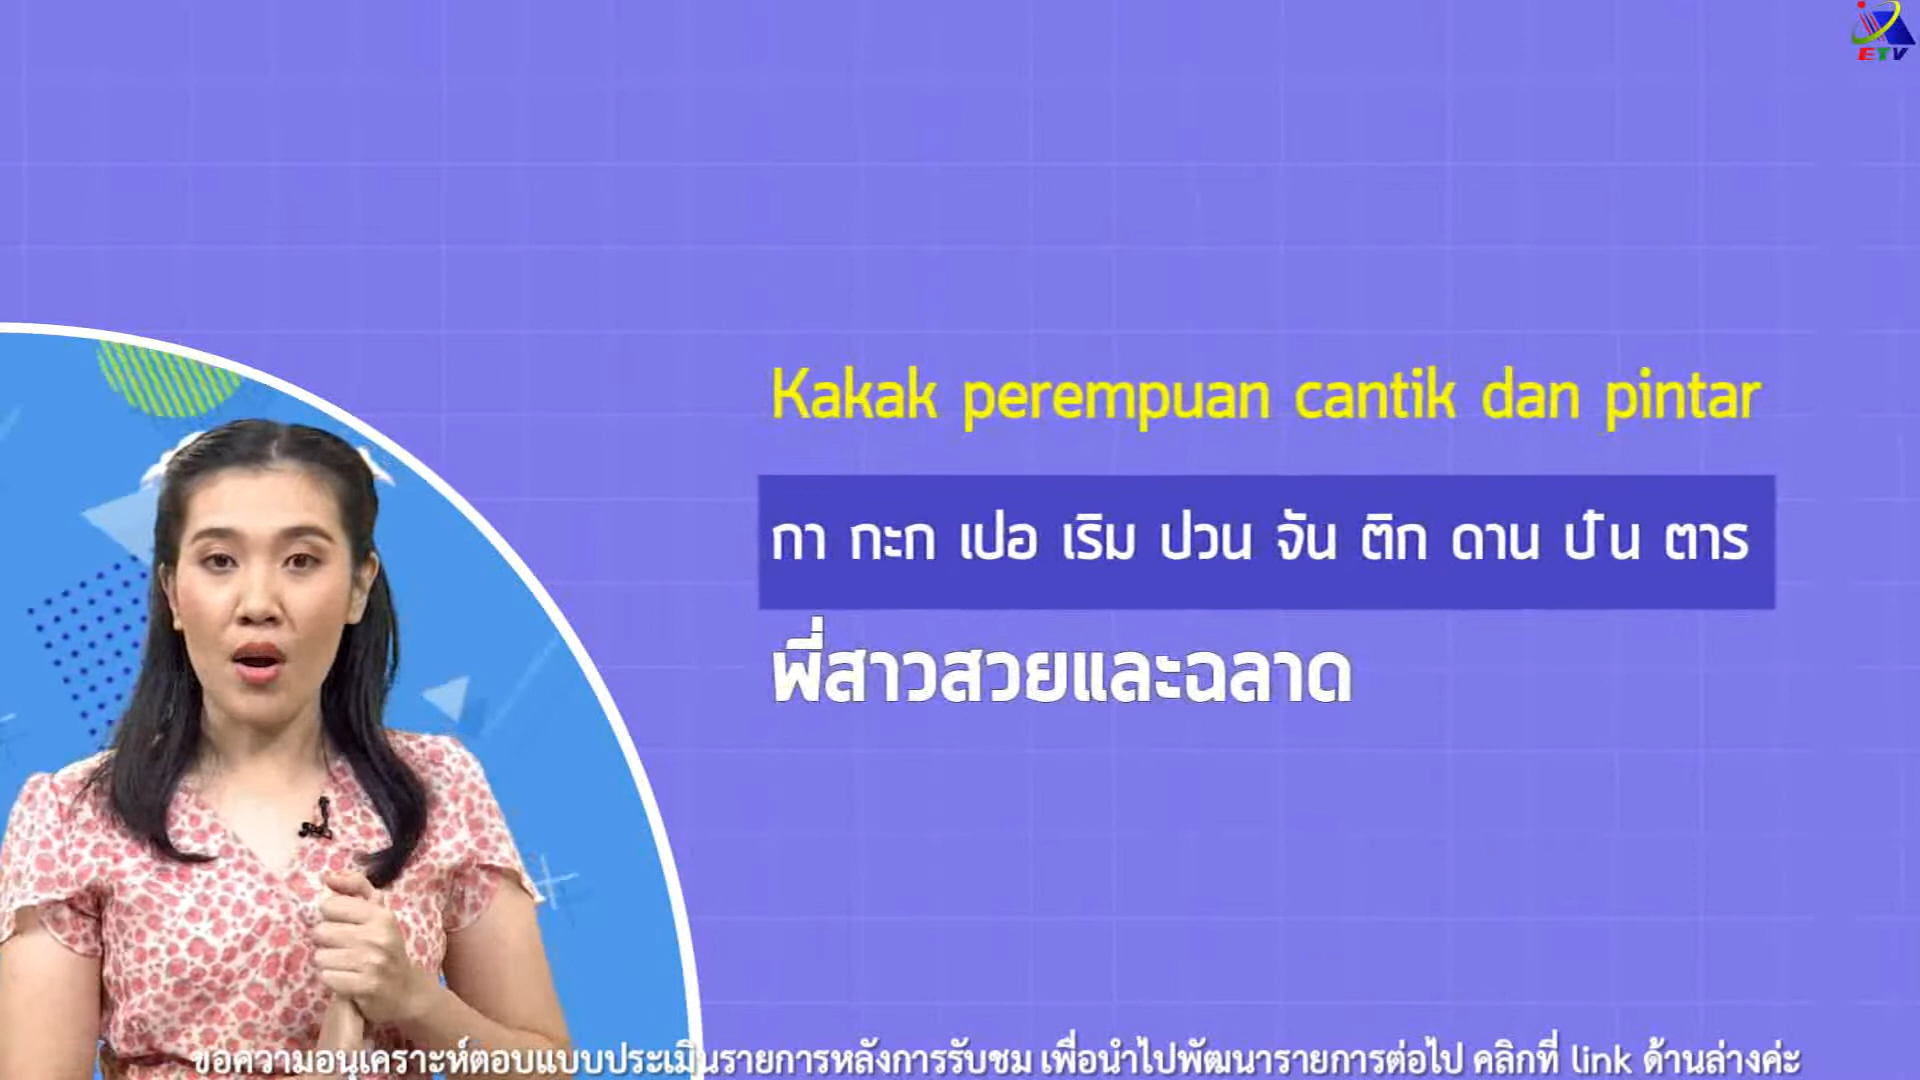 ETV
Kakak perempuan cantik dan pintar
กา กะก เปอ เริม ปวน จัน ติก ดาน ปัน ตาร
พี่สาวสวยและฉลาด
ขอความอนุเคราะห์ตอบแบบประเมินรายการหลังการรับชม เพื่อนำไปพัฒนารายการต่อไป คลิกที่ link ด้านล่างค่ะ